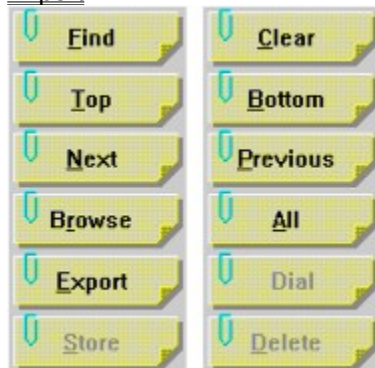 Find Clear
Top Bottom
Next Previous
Browse All
Export Dial
Store Delete